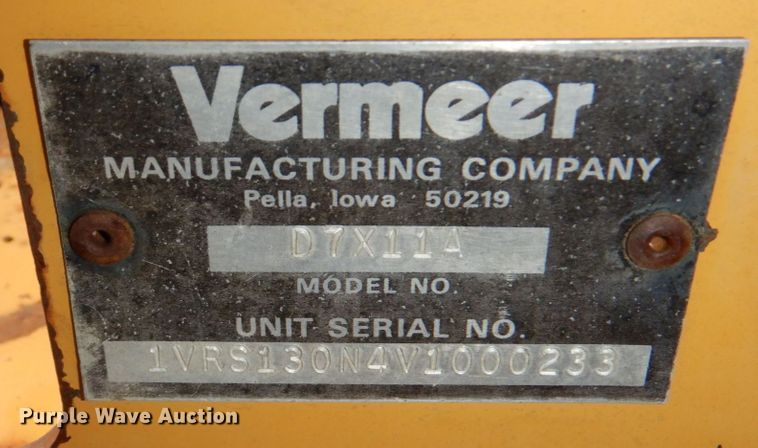 Vermeer
MANUFACTURING COMPANY
Pella, Iowa 50219
D7X11A
MODEL NO.
UNIT SERIAL NO.
1VRS130N4V1000233
Purple Wave Auction